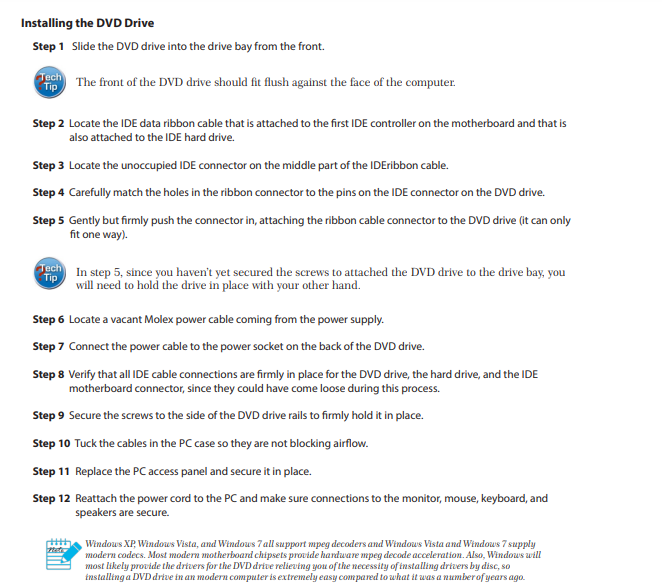 Installing the DVD Drive
Step 1 Slide the DVD drive into the drive bay from the front.
Tech
Tip
The front of the DVD drive should fit flush against the face of the computer.
Step 2 Locate the IDE data ribbon cable that is attached to the first IDE controller on the motherboard and that is
also attached to the IDE hard drive.
Step 3 Locate the unoccupied IDE connector on the middle part of the IDEribbon cable.
Step 4 Carefully match the holes in the ribbon connector to the pins on the IDE connector on the DVD drive.
Step 5 Gently but firmly push the connector in, attaching the ribbon cable connector to the DVD drive (it can only
fit one way).
Tech
Tip
In step 5, since you haven't yet secured the screws to attached the DVD drive to the drive bay, you
will need to hold the drive in place with your other hand.
Step 6 Locate a vacant Molex power cable coming from the power supply.
Step 7 Connect the power cable to the power socket on the back of the DVD drive.
Step 8 Verify that all IDE cable connections are firmly in place for the DVD drive, the hard drive, and the IDE
motherboard connector, since they could have come loose during this process.
Step 9 Secure the screws to the side of the DVD drive rails to firmly hold it in place.
Step 10 Tuck the cables in the PC case so they are not blocking airflow.
Step 11 Replace the PC access panel and secure it in place.
Step 12 Reattach the power cord to the PC and make sure connections to the monitor, mouse, keyboard, and
speakers are secure.
Note
Windows XP, Windows Vista, and Windows 7 all support mpeg decoders and Windows Vista and Windows 7 supply
modern codecs. Most modern motherboard chipsets provide hardware mpeg decode acceleration. Also, Windows will
most likely provide the drivers for the DVD drive relieving you of the necessity of installing drivers by disc, so
installing a DVD drive in an modern computer is extremely easy compared to what it was a number of years ago.